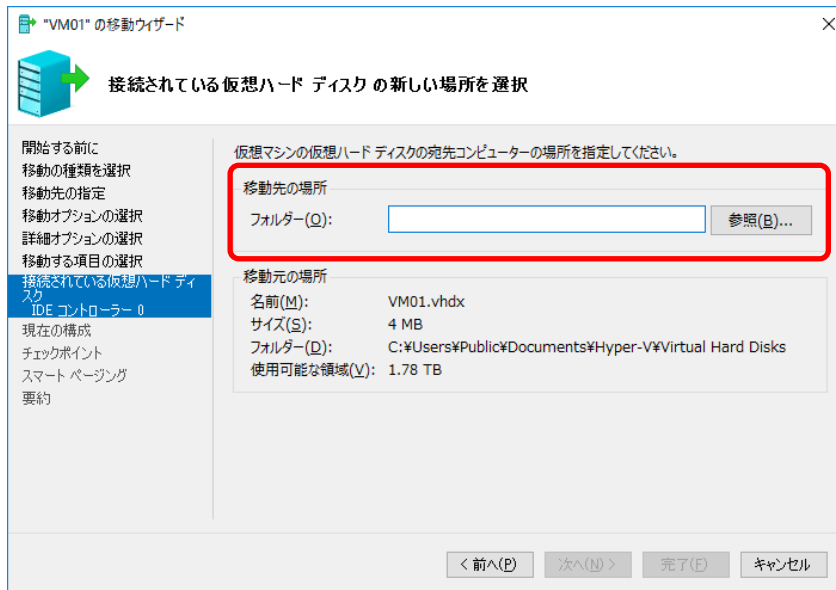 "VM01" の移動ウィザード
接続されている仮想ハード ディスク の新しい場所を選択
開始する前に
移動の種類を選択
移動先の指定
移動オプションの選択
詳細オプションの選択
移動する項目の選択
接続されている仮想ハード ディ
スク
IDE コントローラー 0
現在の構成
チェックポイント
スマート ページング
要約
仮想マシンの仮想ハード ディスクの宛先コンピューターの場所を指定してください。
移動先の場所
フォルダー(O):
参照(B)...
移動元の場所
名前(M): VM01.vhdx
サイズ(S): 4 MB
フォルダー(D): C:¥Users¥Public¥Documents¥Hyper-V¥Virtual Hard Disks
使用可能な領域(V): 1.78 TB
< 前へ(P) 次へ(N) > 完了(F) キャンセル